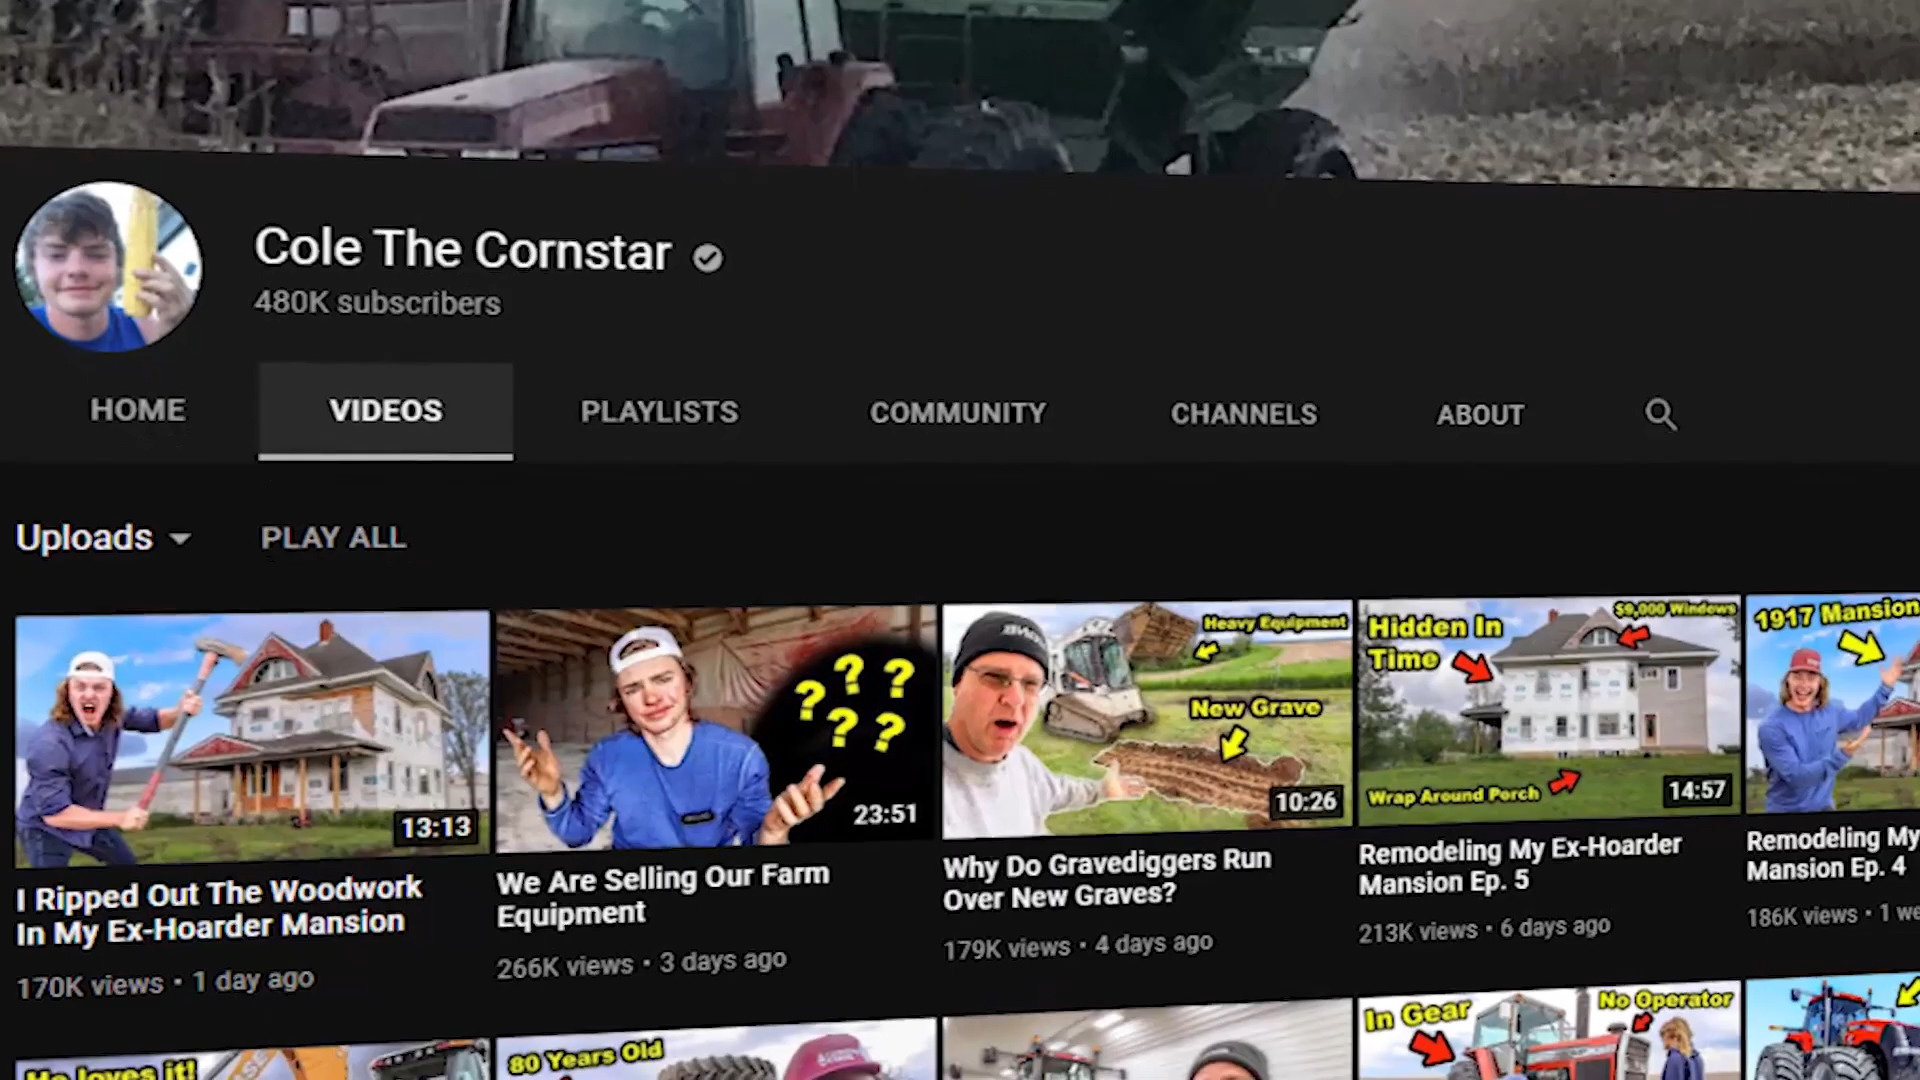 Cole The Cornstar
480K subscribers
HOME
VIDEOS
PLAYLISTS
COMMUNITY
CHANNELS
ABOUT
Uploads
PLAY ALL
13:13
? ? ? ? ?
23:51
Heavy Equipment
New Grave
10:26
Hidden In
Time
$9,000 Windows
Wrap Around Porch
14:57
1917 Mansion
I Ripped Out The Woodwork
In My Ex-Hoarder Mansion
170K views • 1 day ago
We Are Selling Our Farm
Equipment
266K views • 3 days ago
Why Do Gravediggers Run
Over New Graves?
179K views • 4 days ago
Remodeling My Ex-Hoarder
Mansion Ep. 5
213K views • 6 days ago
Remodeling My
Mansion Ep. 4
186K views • 1 we
He loves it!
80 Years Old
In Gear
No Operator